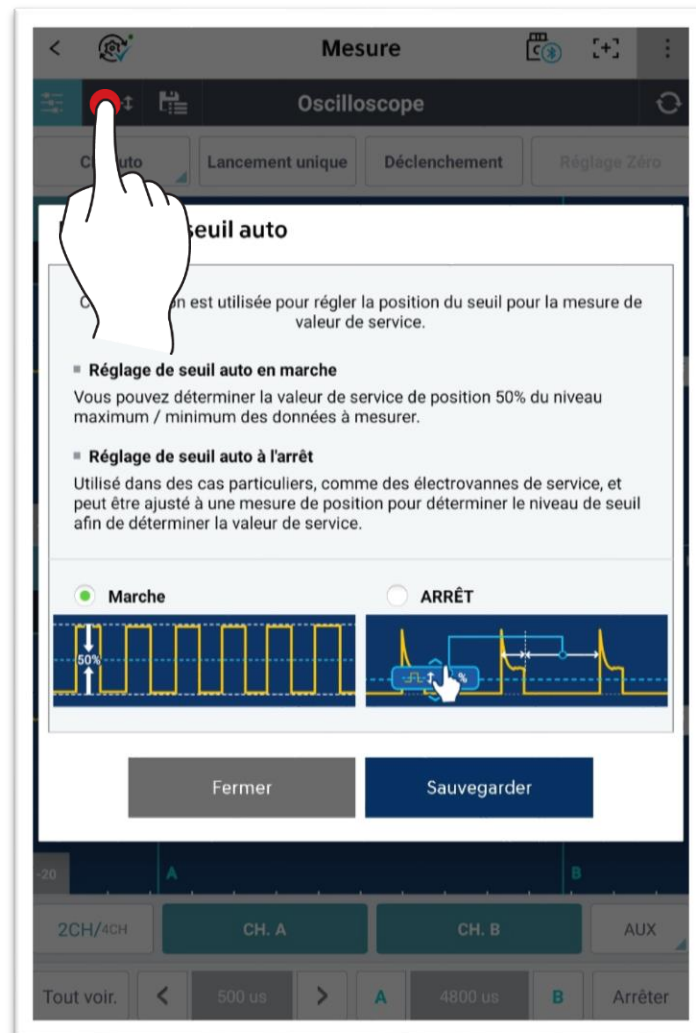 Mesure
Oscilloscope
Lancement unique
Déclenchement
Réglage Zéro
seuil auto
est utilisée pour régler la position du seuil pour la mesure de
valeur de service.
Réglage de seuil auto en marche
Vous pouvez déterminer la valeur de service de position 50% du niveau
maximum / minimum des données à mesurer.
Réglage de seuil auto à l'arrêt
Utilisé dans des cas particuliers, comme des électrovannes de service, et
peut être ajusté à une mesure de position pour déterminer le niveau de seuil
afin de déterminer la valeur de service.
Marche
ARRÊT
50%
%
Fermer
Sauvegarder
-20
A
B
2CH/4CH
CH. A
CH. B
AUX
Tout voir.
500 us
A
4800 us
B
Arrêter